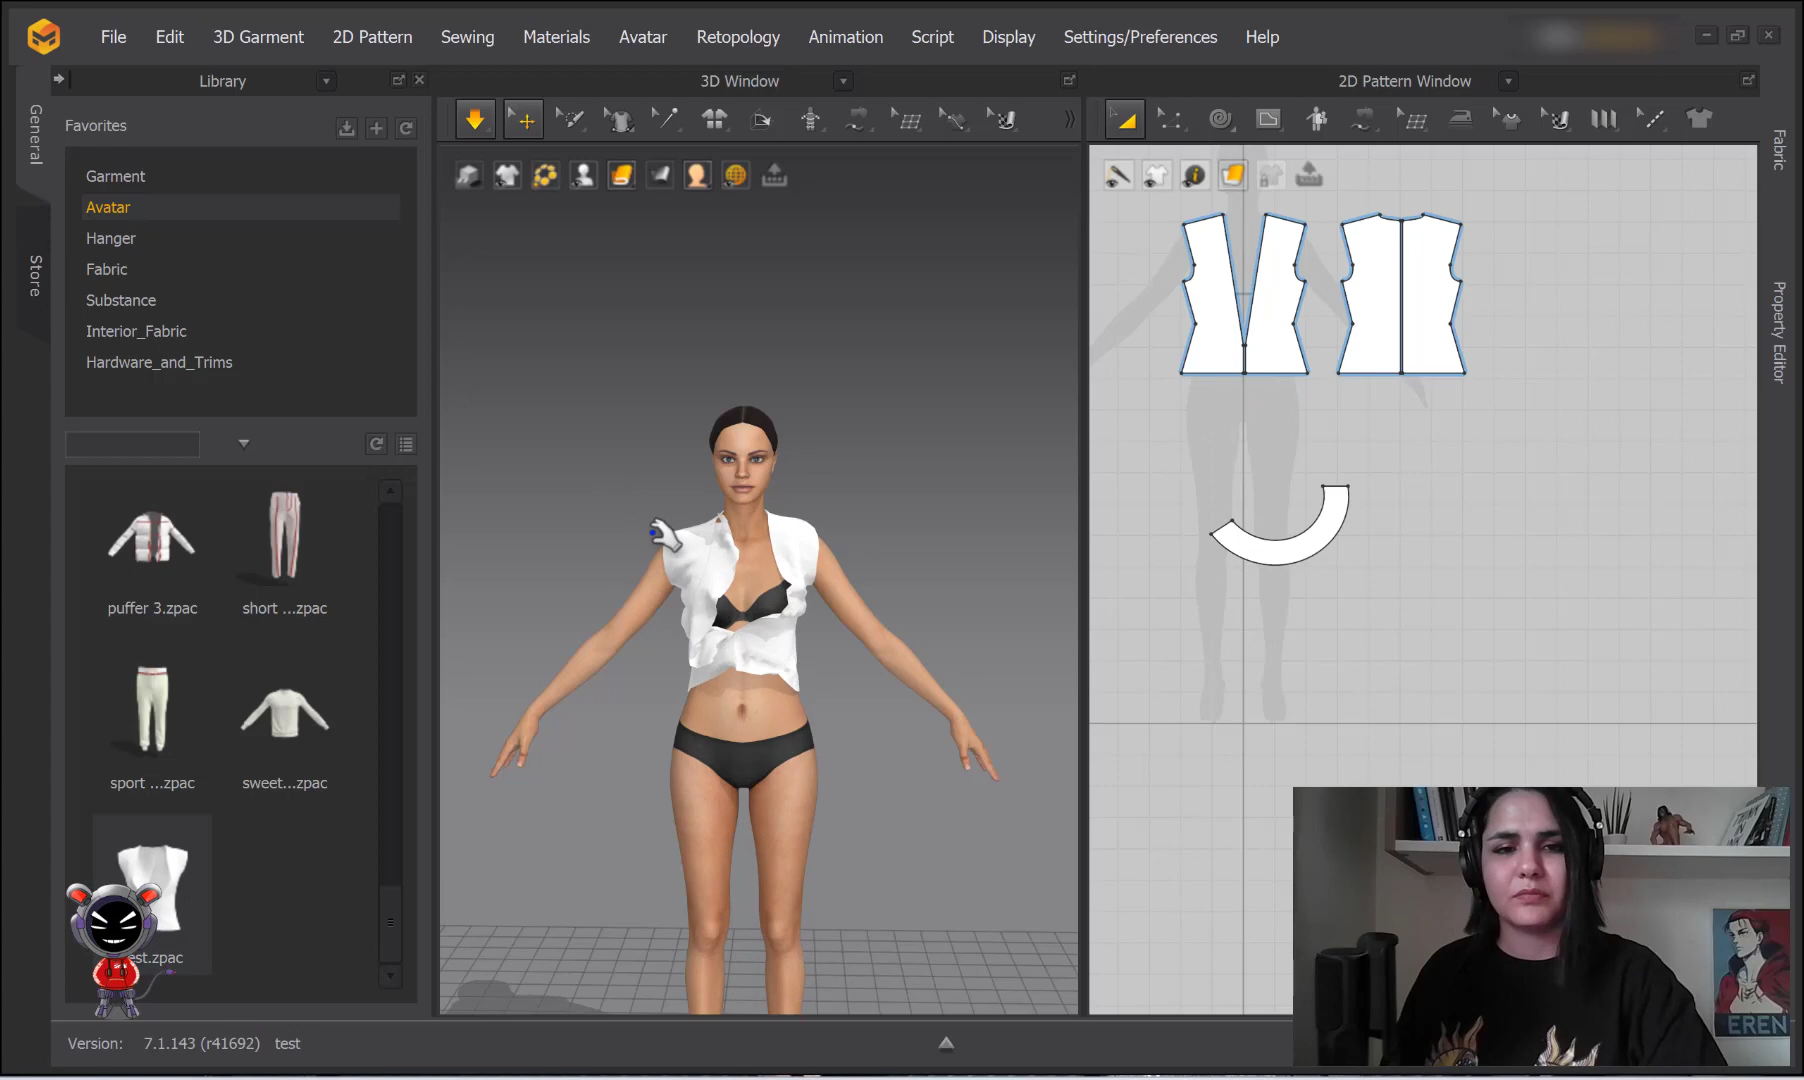 File Edit 3D Garment 2D Pattern Sewing Materials Avatar Retopology Animation Script Display Settings/Preferences Help
Library
3D Window
2D Pattern Window
General
Store
Favorites
Garment
Avatar
Hanger
Fabric
Substance
Interior_Fabric
Hardware_and_Trims
puffer 3.zpac
short ...zpac
sport ...zpac
sweet...zpac
est.zpac
Fabric
Property Editor
Version: 7.1.143 (r41692) test
EREN